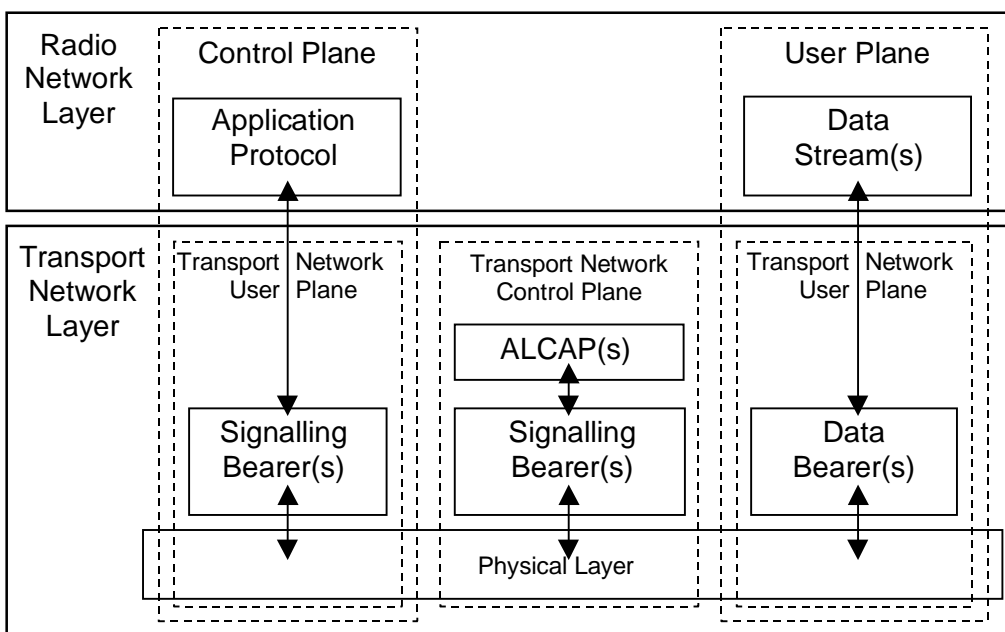 Radio
Network
Layer
Control Plane
User Plane
Application
Protocol
Data
Stream(s)
Transport
Network
Layer
Transport Network
User Plane
Transport Network
Control Plane
Transport Network
User Plane
ALCAP(s)
Signalling
Bearer(s)
Signalling
Bearer(s)
Data
Bearer(s)
Physical Layer